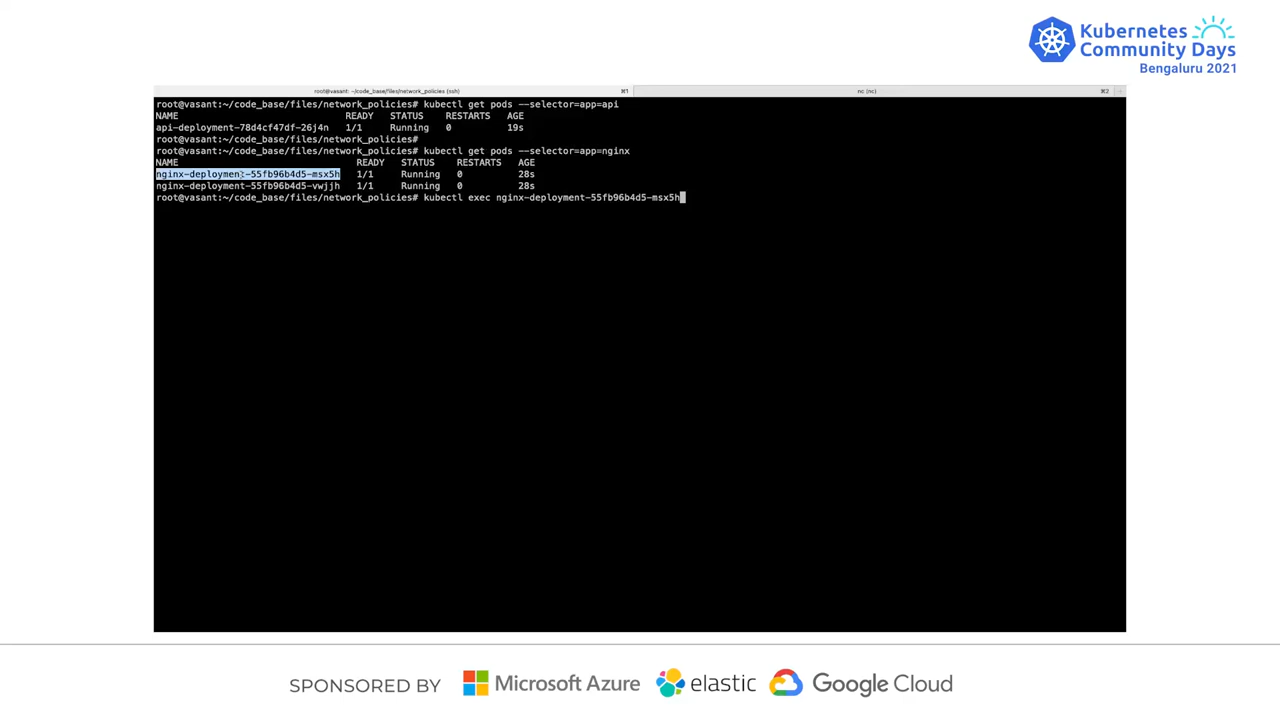 Kubernetes
Community Days
Bengaluru 2021
root@vasant:~/code_base/files/network_policies (ssh)
⌘1
nc (nc)
⌘2
root@vasant:~/code_base/files/network_policies# kubectl get pods --selector=app=api
NAME READY STATUS RESTARTS AGE
api-deployment-78d4cf47df-26j4n 1/1 Running 0 19s
root@vasant:~/code_base/files/network_policies#
root@vasant:~/code_base/files/network_policies# kubectl get pods --selector=app=nginx
NAME READY STATUS RESTARTS AGE
nginx-deployment-55fb96b4d5-msx5h 1/1 Running 0 28s
nginx-deployment-55fb96b4d5-vwjjh 1/1 Running 0 28s
root@vasant:~/code_base/files/network_policies# kubectl exec nginx-deployment-55fb96b4d5-msx5h
SPONSORED BY Microsoft Azure elastic Google Cloud